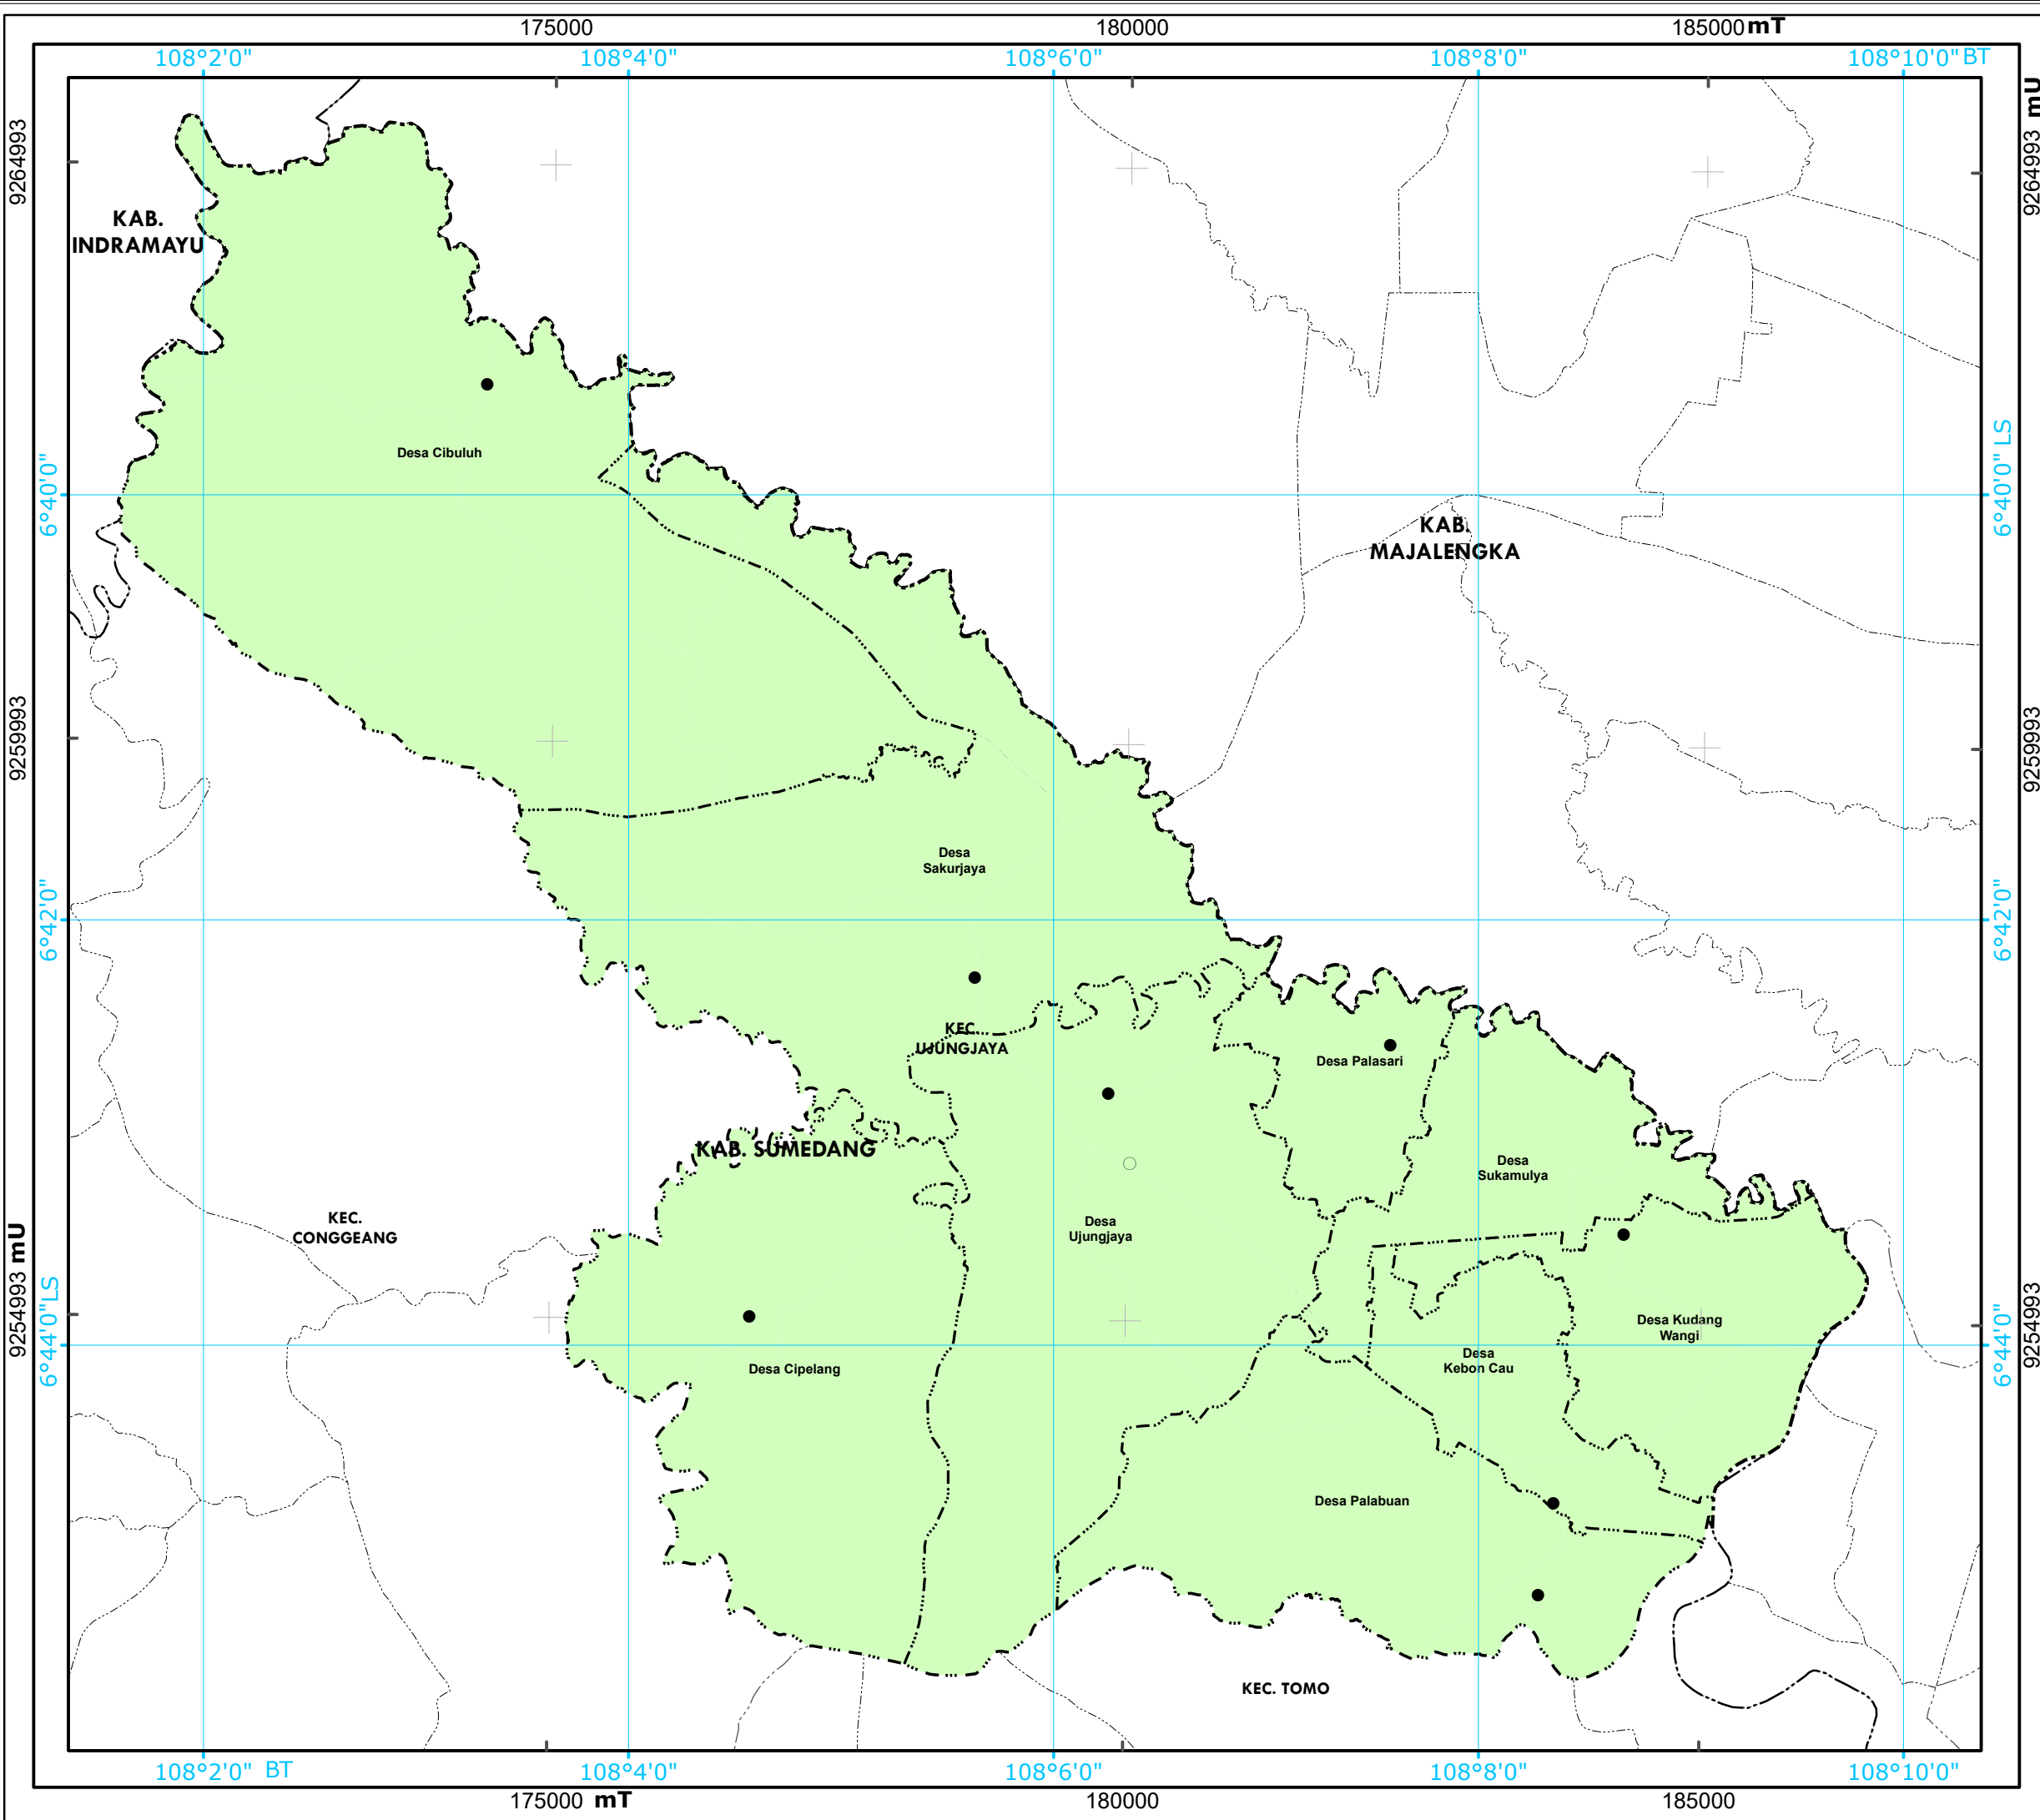 175000
180000
185000 mT
108°2'0"
108°4'0"
108°6'0"
108°8'0"
108°10'0" BT
9264993
9264993 mU
KAB.
INDRAMAYU
Desa Cibuluh
6°40'0"
6°40'0" LS
KAB.
MAJALENGKA
9259993
9259993
Desa
Sakurjaya
6°42'0"
6°42'0"
KEC.
UJUNGJAYA
Desa Palasari
KAB. SUMEDANG
Desa
Sukamulya
KEC.
CONGGEANG
Desa
Ujungjaya
9254993 mU
9254993
Desa Kudang
Wangi
6°44'0" LS
6°44'0"
Desa
Kebon Cau
Desa Cipelang
Desa Palabuan
KEC. TOMO
108°2'0" BT
108°4'0"
108°6'0"
108°8'0"
108°10'0"
175000 mT
180000
185000